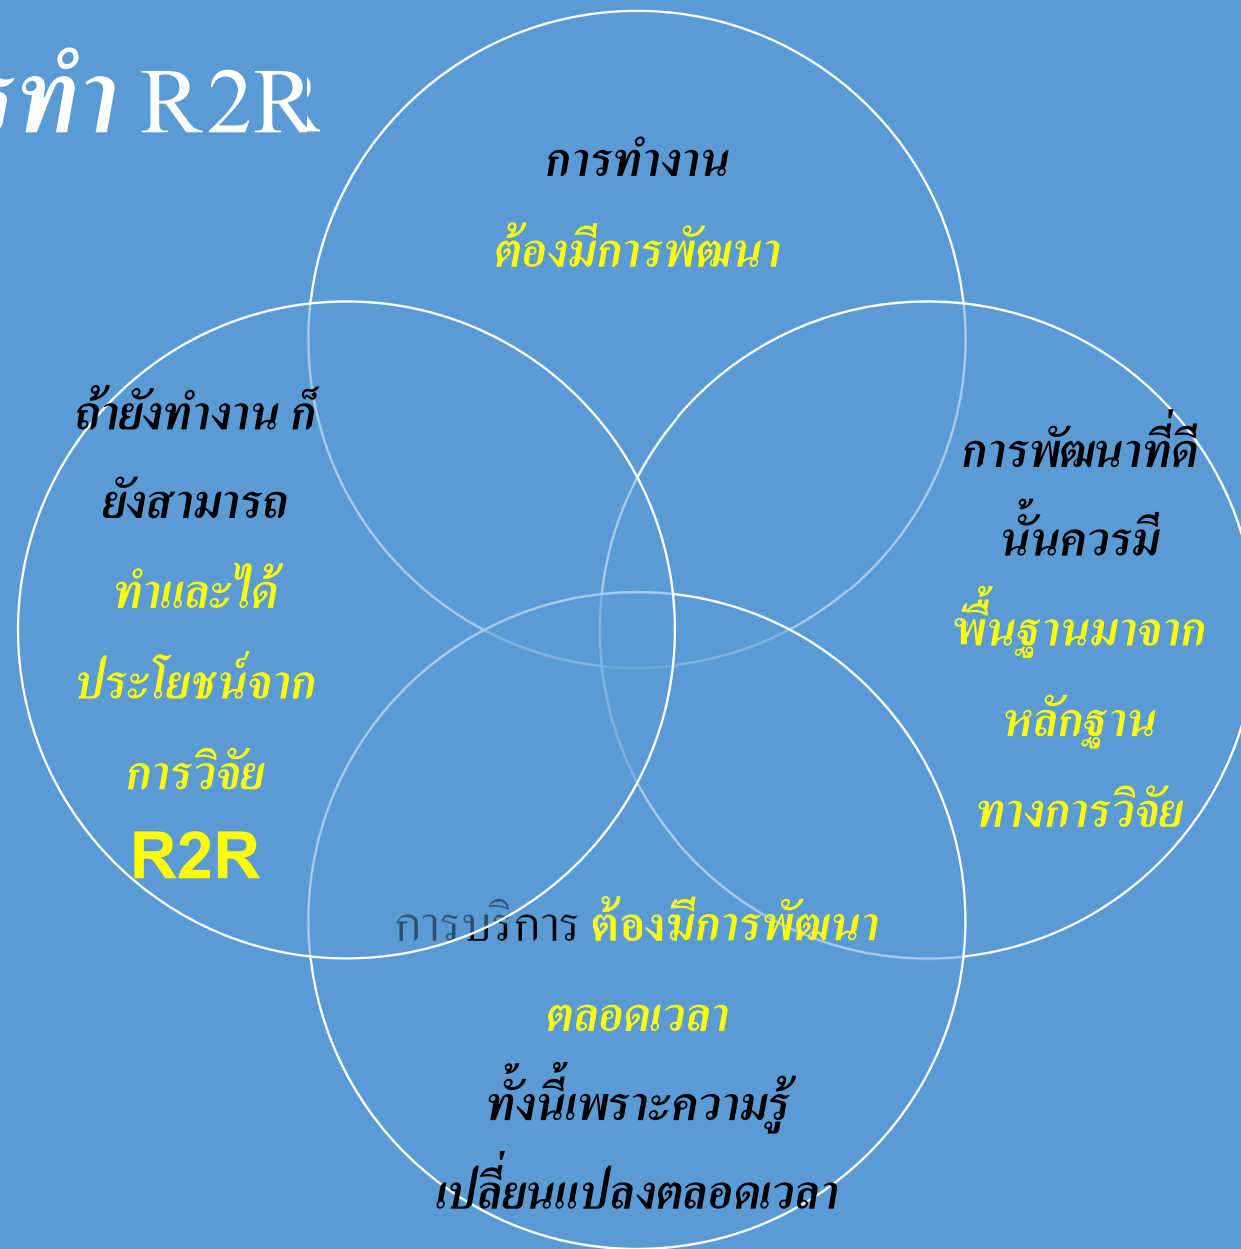 รทำ R2R
การทำงาน
ต้องมีการพัฒนา
ถ้ายังทำงาน ก็
ยังสามารถ
ทำและได้
ประโยชน์จาก
การวิจัย
R2R
การพัฒนาที่ดี
นั้นควรมี
พื้นฐานมาจาก
หลักฐาน
ทางการวิจัย
การบริการ ต้องมีการพัฒนา
ตลอดเวลา
ทั้งนี้เพราะความรู้
เปลี่ยนแปลงตลอดเวลา